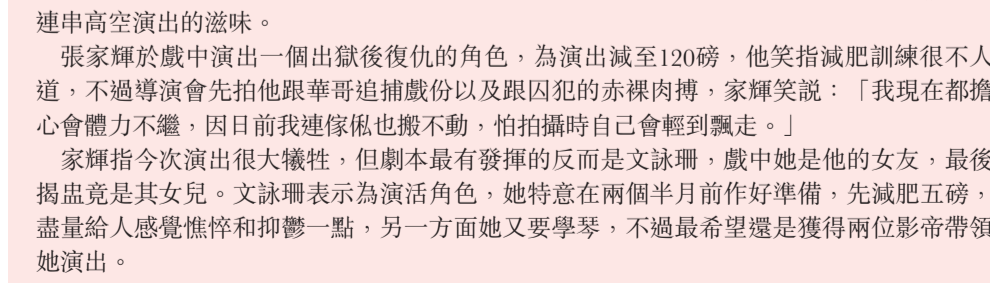 連串高空演出的滋味。
張家輝於戲中演出一個出獄後復仇的角色，為演出減至120磅，他笑指減肥訓練很不人
道，不過導演會先拍他跟華哥追捕戲份以及跟囚犯的赤裸肉搏，家輝笑說：「我現在都擔
心會體力不繼，因日前我連傢俬也搬不動，怕拍攝時自己會輕到飄走。」
家輝指今次演出很大犧牲，但劇本最有發揮的反而是文詠珊，戲中她是他的女友，最後
揭盅竟是其女兒。文詠珊表示為演活角色，她特意在兩個半月前作好準備，先減肥五磅，
盡量給人感覺憔悴和抑鬱一點，另一方面她又要學琴，不過最希望還是獲得兩位影帝帶領
她演出。